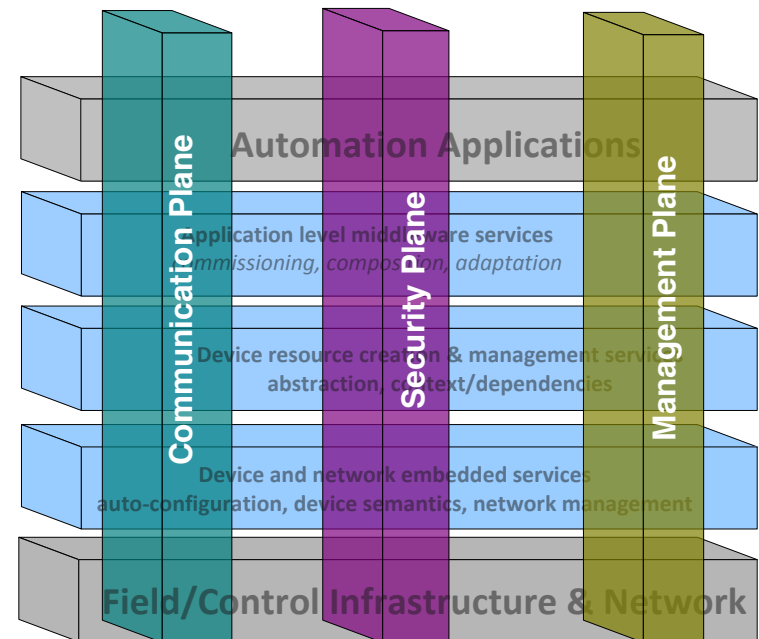 Automation Applications
Application level middleware services
commissioning, composition, adaptation
Device resource creation & management services
abstraction, context/dependencies
Device and network embedded services
auto-configuration, device semantics, network management
Field/Control Infrastructure & Network
Communication Plane
Security Plane
Management Plane